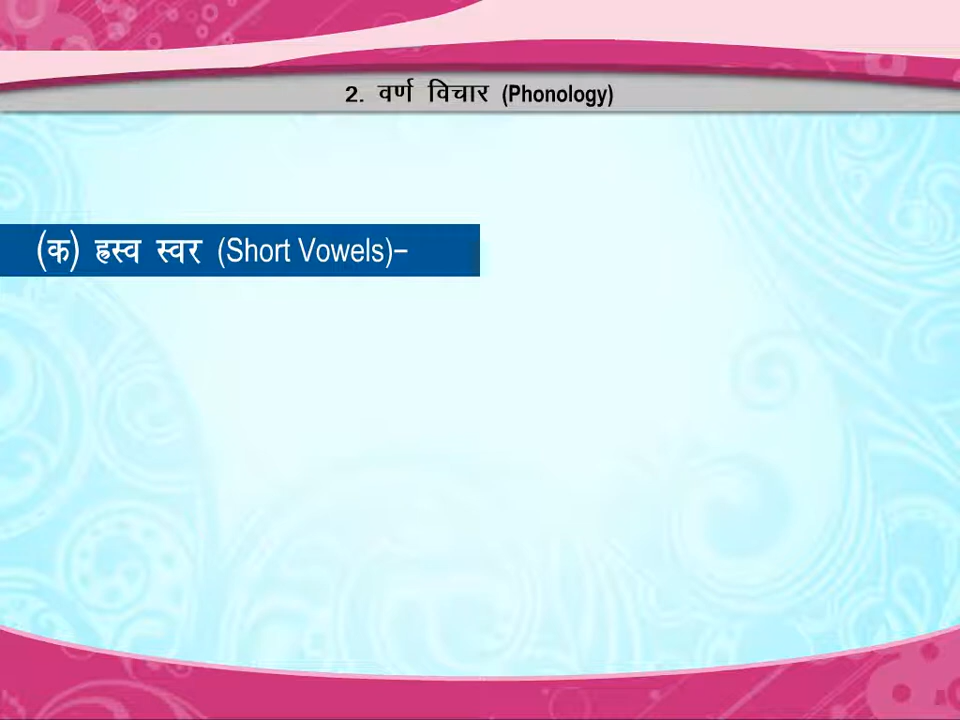 2. वर्ण विचार (Phonology)
(क) ह्रस्व स्वर (Short Vowels)–